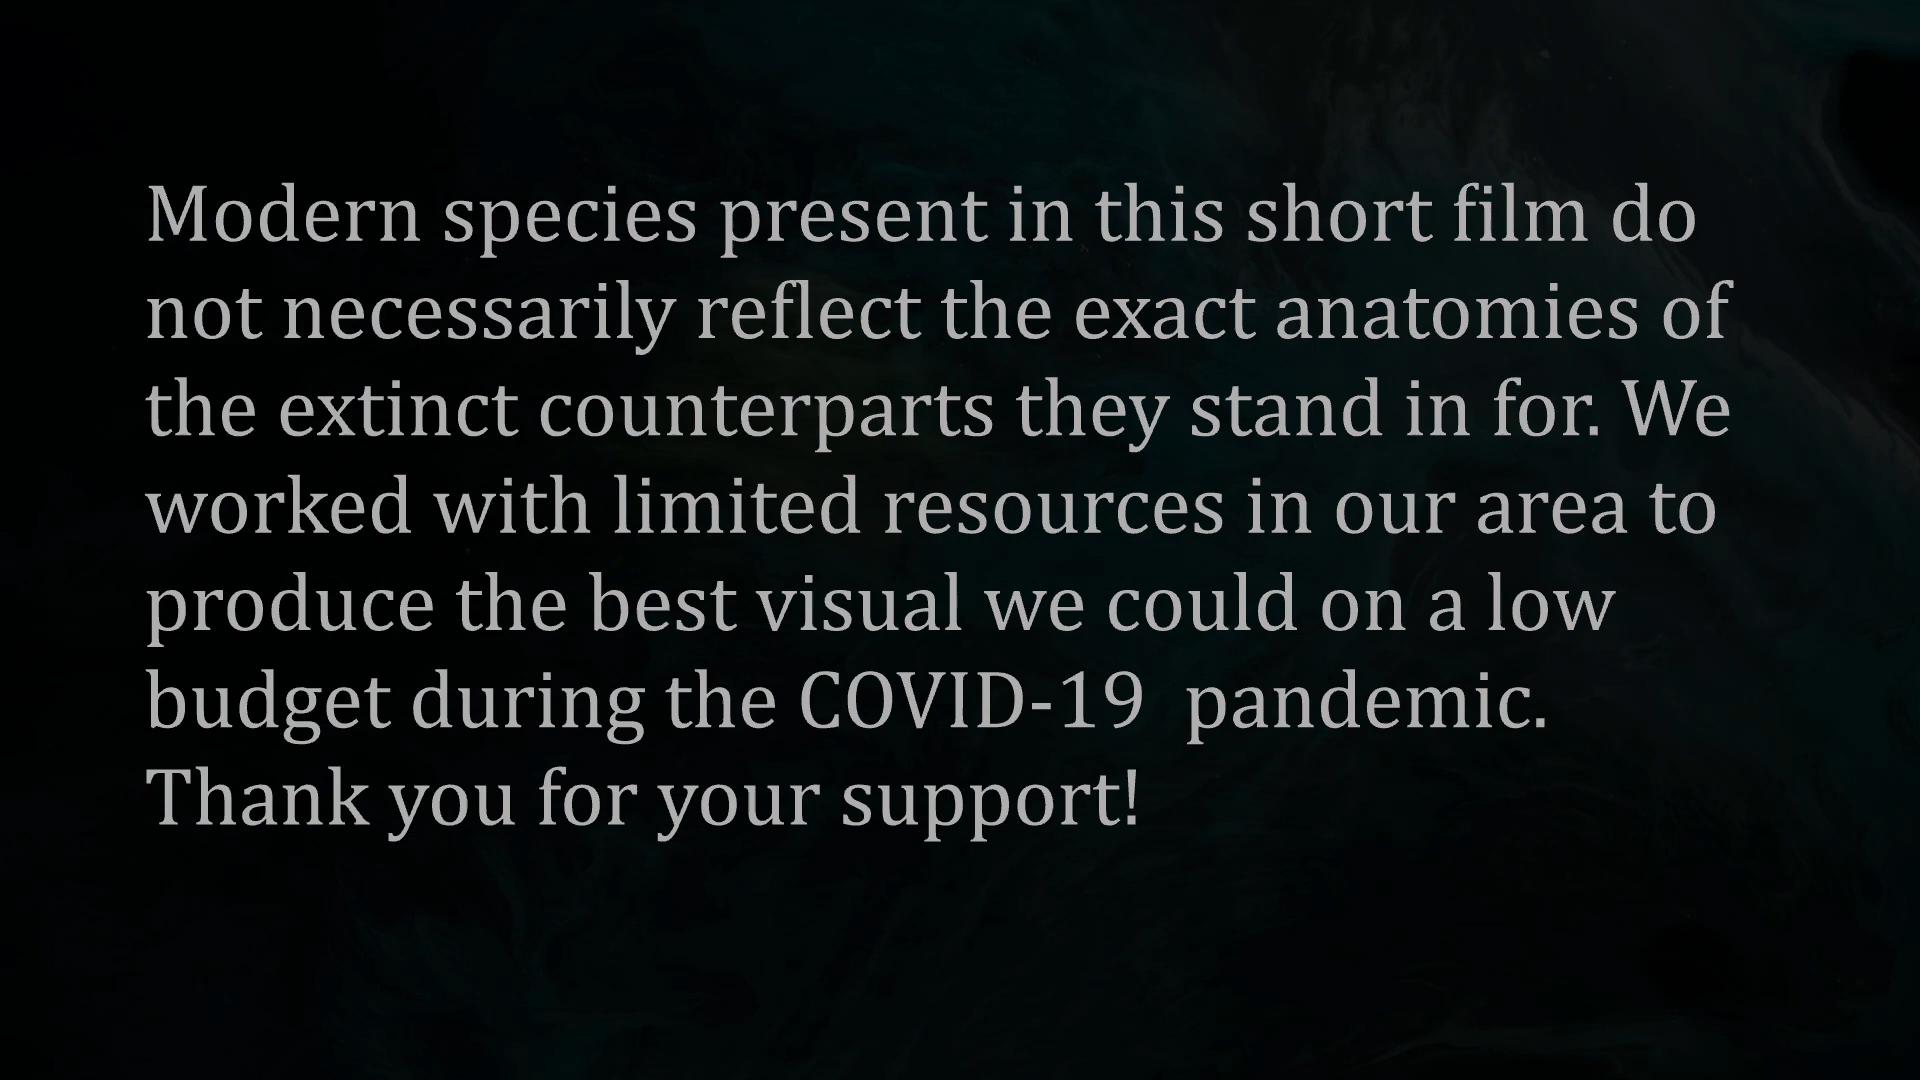 Modern species present in this short film do
not necessarily reflect the exact anatomies of
the extinct counterparts they stand in for. We
worked with limited resources in our area to
produce the best visual we could on a low
budget during the COVID-19  pandemic.
Thank you for your support!